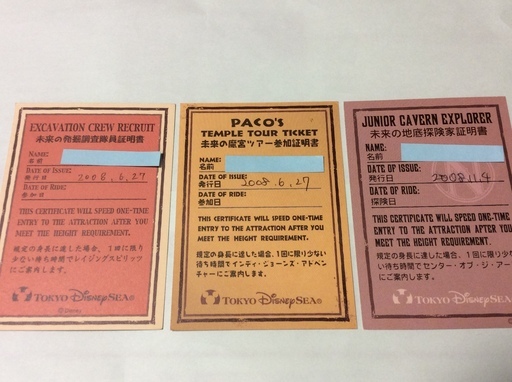 EXCAVATION CREW RECRUIT
未来の発掘調査隊員証明書
NAME:
名前
DATE OF ISSUE:
発行日 2008.6.27
DATE OF RIDE:
参加日
THIS CERTIFICATE WILL SPEED ONE-TIME
ENTRY TO THE ATTRACTION AFTER YOU
MEET THE HEIGHT REQUIREMENT.
規定の身長に達した場合、1回に限り
少ない待ち時間でレイジングスピリッツ
にご案内します。
TOKYO DisneySEA®
©Disney
PACO'S
TEMPLE TOUR TICKET
未来の魔宮ツアー参加証明書
NAME:
名前
DATE OF ISSUE:
発行日 2008.6.27
DATE OF RIDE:
参加日
THIS CERTIFICATE WILL SPEED ONE-TIME
ENTRY TO THE ATTRACTION AFTER YOU
MEET THE HEIGHT REQUIREMENT.
規定の身長に達した場合、1回に限り少ない
待ち時間でインディ・ジョーンズ・アドベン
チャーにご案内します。
TOKYO DisneySEA®
JUNIOR CAVERN EXPLORER
未来の地底探険家証明書
NAME:
名前
DATE OF ISSUE:
発行日 2008.11.4
DATE OF RIDE:
探険日
THIS CERTIFICATE WILL SPEED ONE-TIME
ENTRY TO THE ATTRACTION AFTER YOU
MEET THE HEIGHT REQUIREMENT.
規定の身長に達した場合、1回に限り少
い待ち時間でセンター・オブ・ジ・アー
にご案内します。
TOKYO DisneySEA